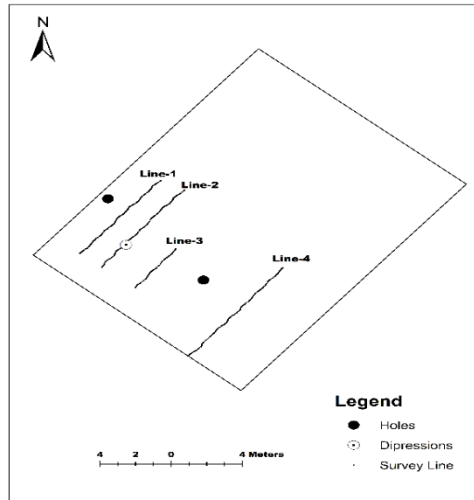 N
Line-1
Line-2
Line-3
Line-4
Legend
Holes
Dipressions
Survey Line
4 2 0 4 Meters